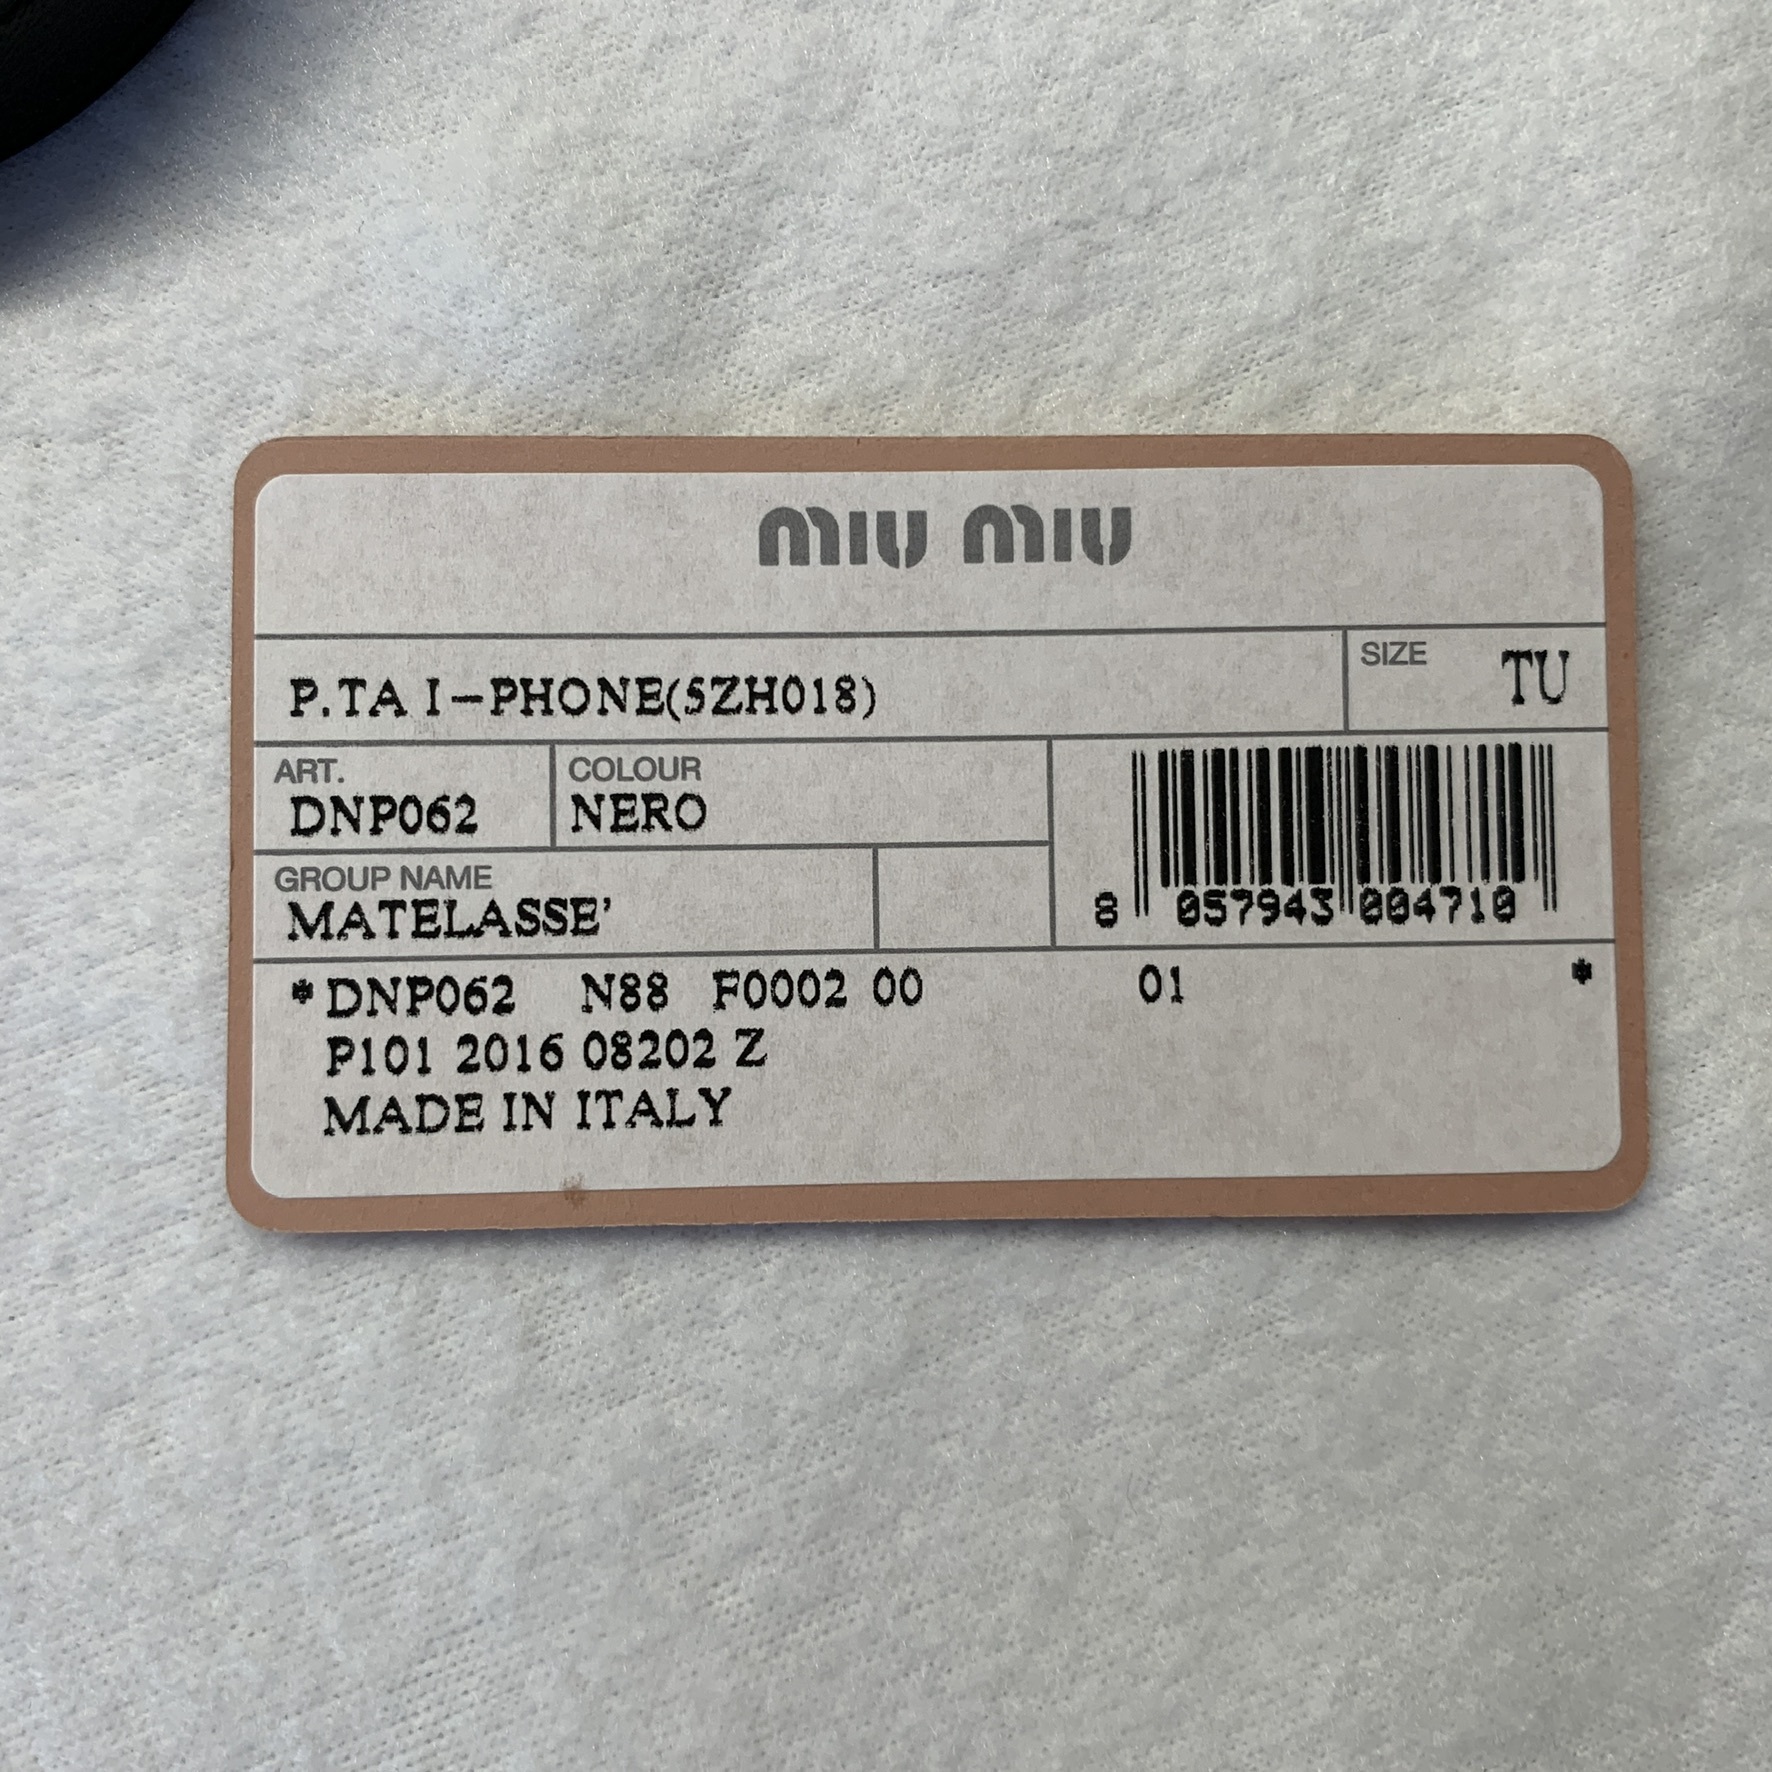 MIU MIU
P.TA I-PHONE(5ZH018)
SIZE TU
ART. DNP062
COLOUR NERO
GROUP NAME
MATELASSE'
8 057943 004710
*DNP062 N88 F0002 00 01 *
P101 2016 08202 Z
MADE IN ITALY